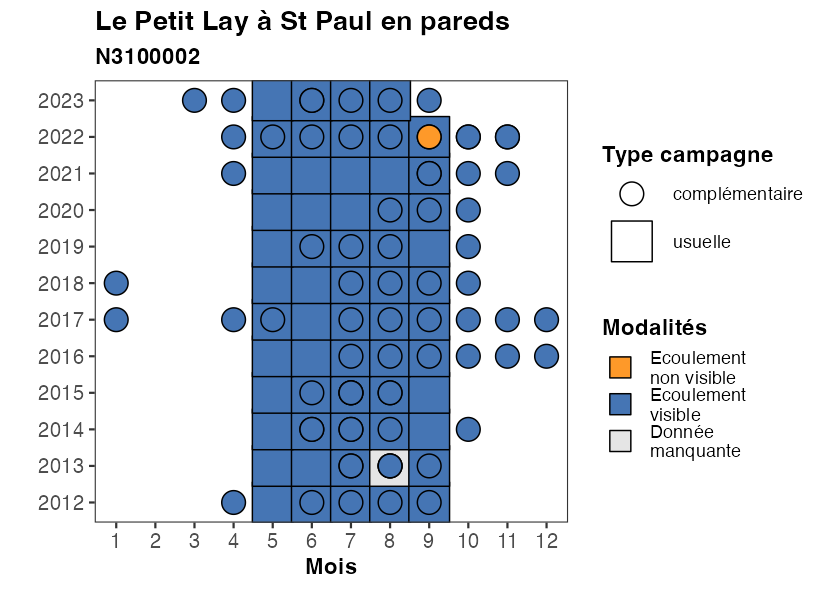 Le Petit Lay à St Paul en pareds
N3100002
2023
2022
2021
2020
2019
2018
2017
2016
2015
2014
2013
2012
1 2 3 4 5 6 7 8 9 10 11 12
Mois
Type campagne
complémentaire
usuelle
Modalités
Ecoulement
non visible
Ecoulement
visible
Donnée
manquante